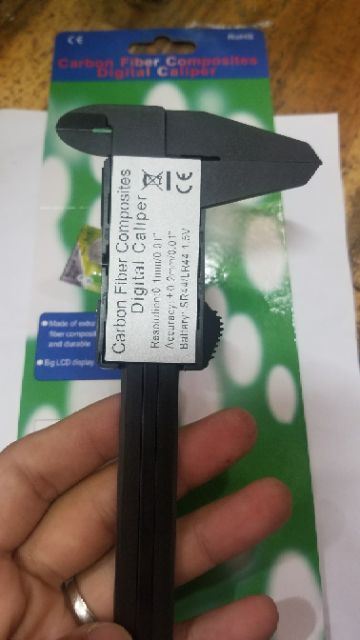 CE
RoHS
Carbon Fiber Composites
Digital Caliper
Carbon Fiber Composites
Digital Caliper
CE
Resolution:0.1mm/0.01"
Accuracy:±0.2mm/0.01"
Battery: SR44/LR44 1.5V
Made of extra
fiber composi
and durable
Big LCD display